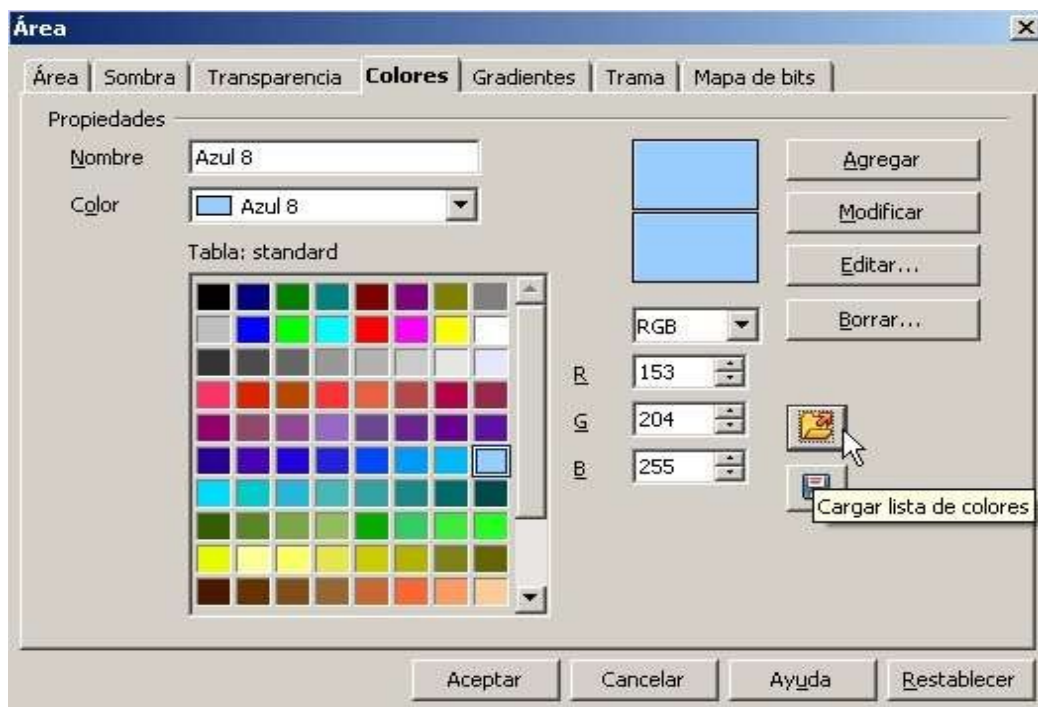 Área
Área Sombra Transparencia Colores Gradientes Trama Mapa de bits
Propiedades
Nombre Azul 8 Agregar
Color Azul 8 Modificar
Tabla: standard
Editar...
RGB Borrar...
R 153
G 204
B 255
Cargar lista de colores
Aceptar Cancelar Ayuda Restablecer